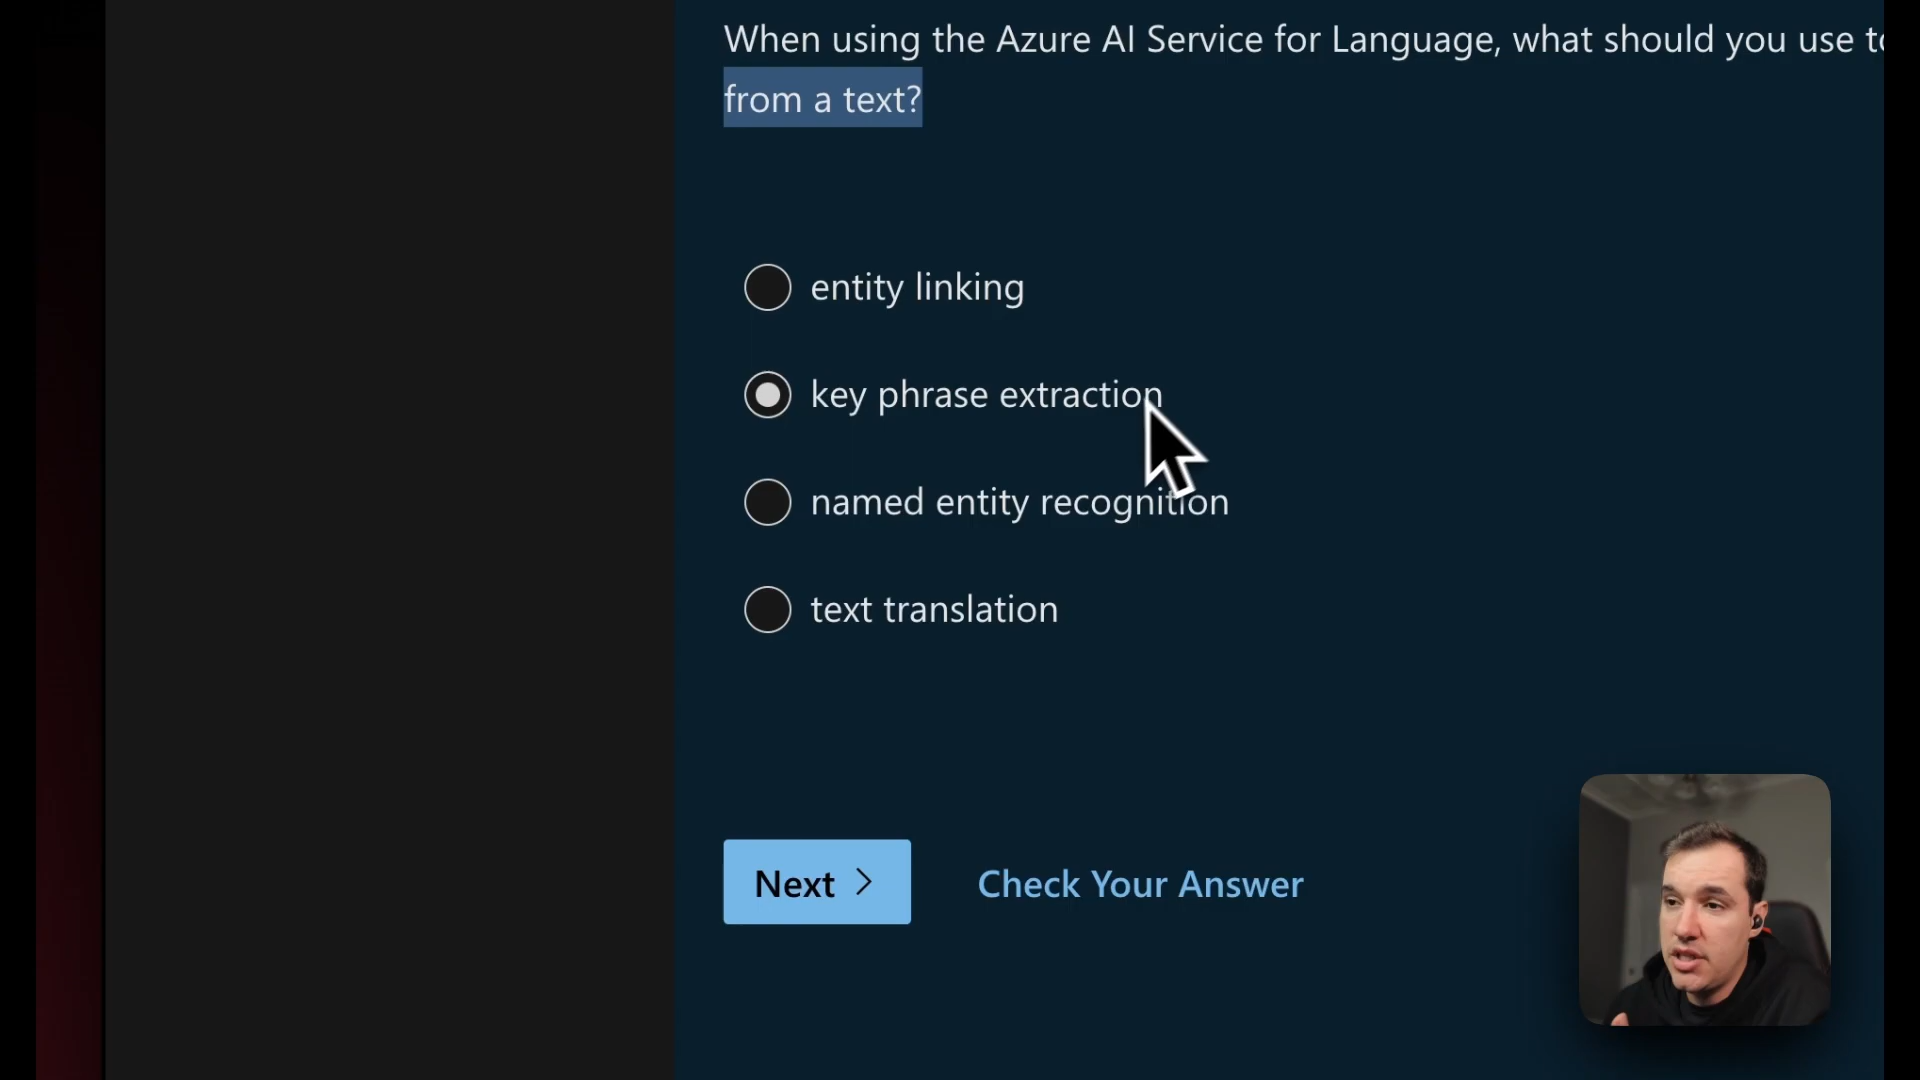 When using the Azure AI Service for Language, what should you use
from a text?
entity linking
key phrase extraction
named entity recognition
text translation
Next
Check Your Answer